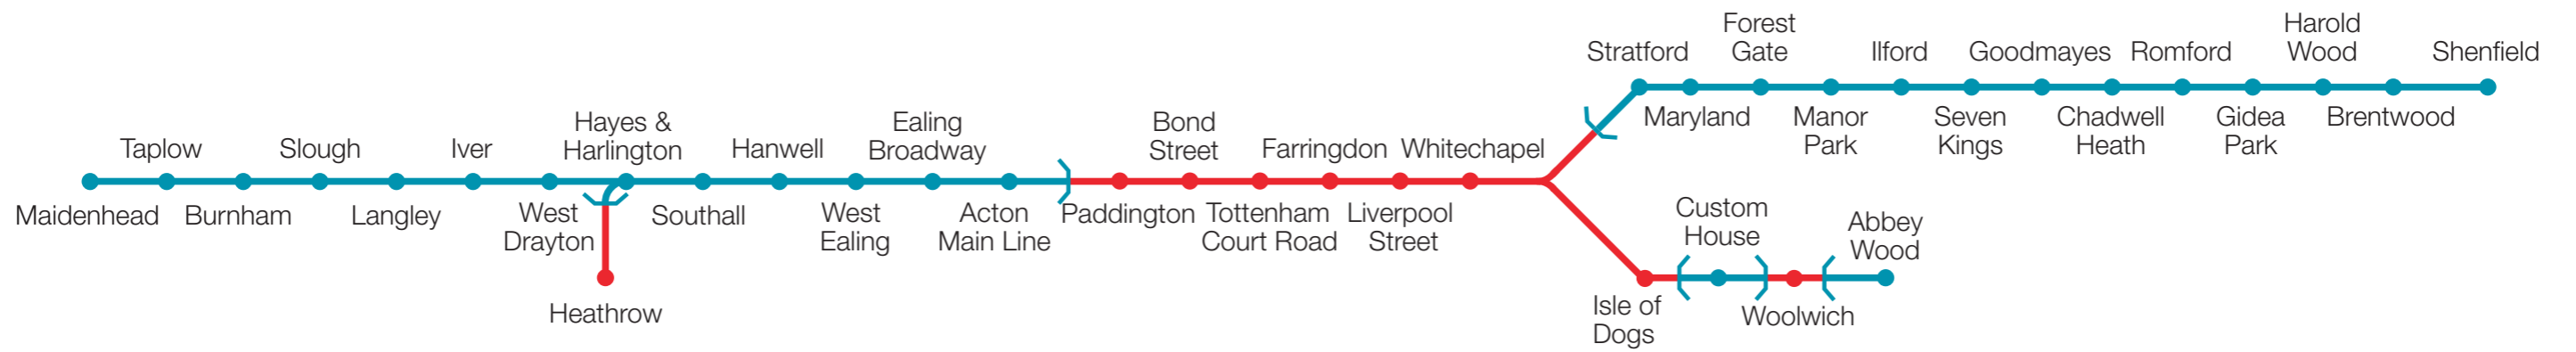 Maidenhead
Taplow
Burnham
Slough
Langley
Iver
West
Drayton
Hayes &
Harlington
Heathrow
Southall
Hanwell
West
Ealing
Ealing
Broadway
Acton
Main Line
Paddington
Bond
Street
Tottenham
Court Road
Farringdon
Liverpool
Street
Whitechapel
Stratford
Maryland
Forest
Gate
Manor
Park
Ilford
Seven
Kings
Goodmayes
Chadwell
Heath
Romford
Gidea
Park
Harold
Wood
Brentwood
Shenfield
Isle of
Dogs
Custom
House
Woolwich
Abbey
Wood